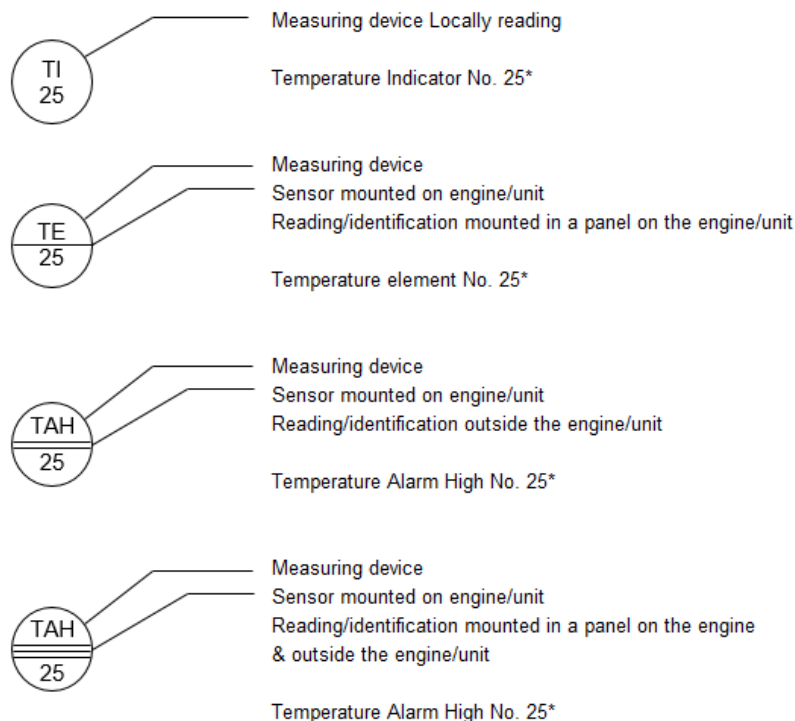 TI
25
Measuring device Locally reading
Temperature Indicator No. 25*
TE
25
Measuring device
Sensor mounted on engine/unit
Reading/identification mounted in a panel on the engine/unit
Temperature element No. 25*
TAH
25
Measuring device
Sensor mounted on engine/unit
Reading/identification outside the engine/unit
Temperature Alarm High No. 25*
TAH
25
Measuring device
Sensor mounted on engine/unit
Reading/identification mounted in a panel on the engine
& outside the engine/unit
Temperature Alarm High No. 25*